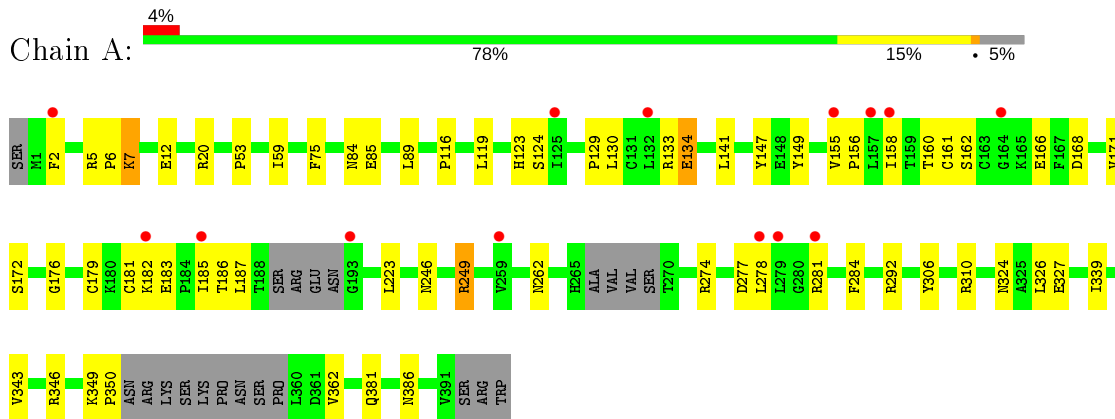 4%
Chain A:
78% 15% • 5%
SER M1 F2 R5 P6 K7 E12 R20 P53 I59 F75 N84 E85 L89 P116 L119 H123 S124 I125 P129 L130 C131 L132 R133 E134 L141 Y147 E148 Y149 V155 P156 L157 I158 T159 T160 C161 S162 C163 G164 K165 E166 F167 D168 V171
S172 G176 C179 K180 C181 K182 E183 P184 I185 T186 L187 T188 SER ARG GLU ASN G193 L223 N246 R249 V259 N262 H265 ALA VAL VAL SER T270 R274 D277 L278 L279 G280 R281 F284 R292 Y306 R310 N324 A325 L326 E327 I339
V343 R346 K349 P350 ASN ARG LYS SER LYS PRO ASN SER PRO L360 D361 V362 Q381 N386 V391 SER ARG TRP